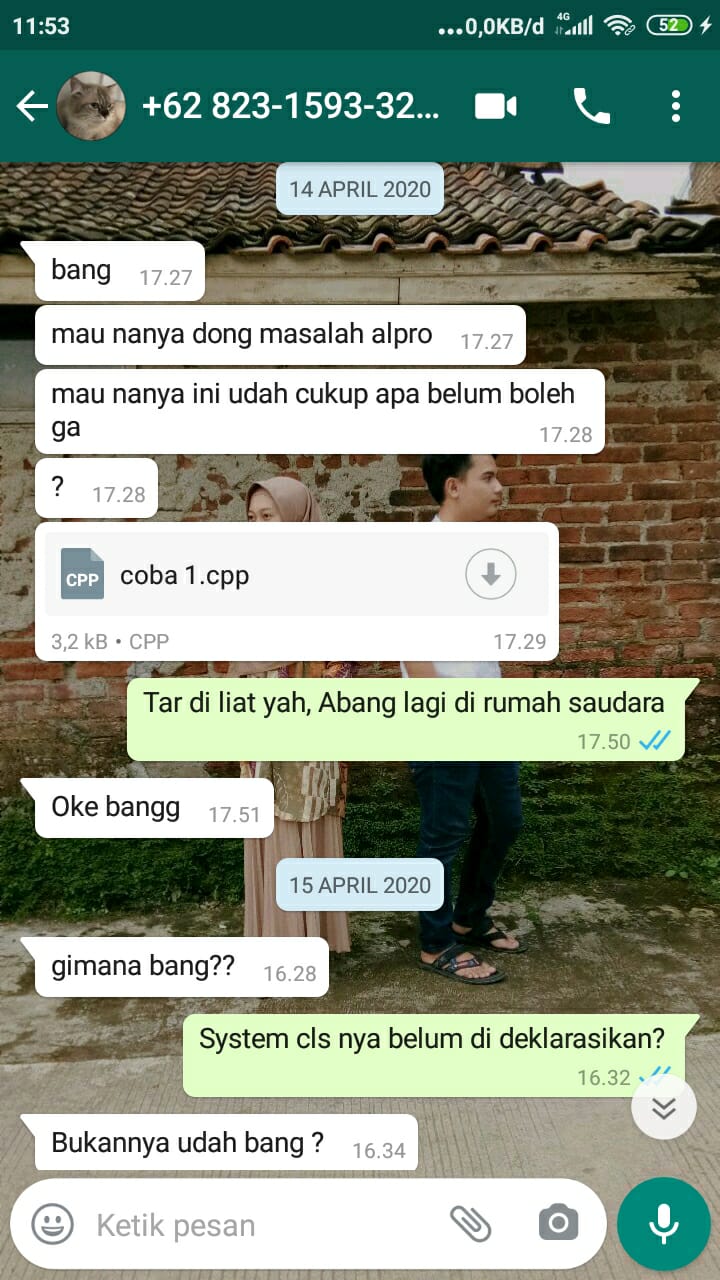 11:53
...0,0KB/d 4G 52
+62 823-1593-32...
14 APRIL 2020
bang 17.27
mau nanya dong masalah alpro 17.27
mau nanya ini udah cukup apa belum boleh
ga 17.28
? 17.28
CPP coba 1.cpp
3,2 kB • CPP 17.29
Tar di liat yah, Abang lagi di rumah saudara
17.50
Oke bangg 17.51
15 APRIL 2020
gimana bang?? 16.28
System cls nya belum di deklarasikan?
16.32
Bukannya udah bang ? 16.34
Ketik pesan